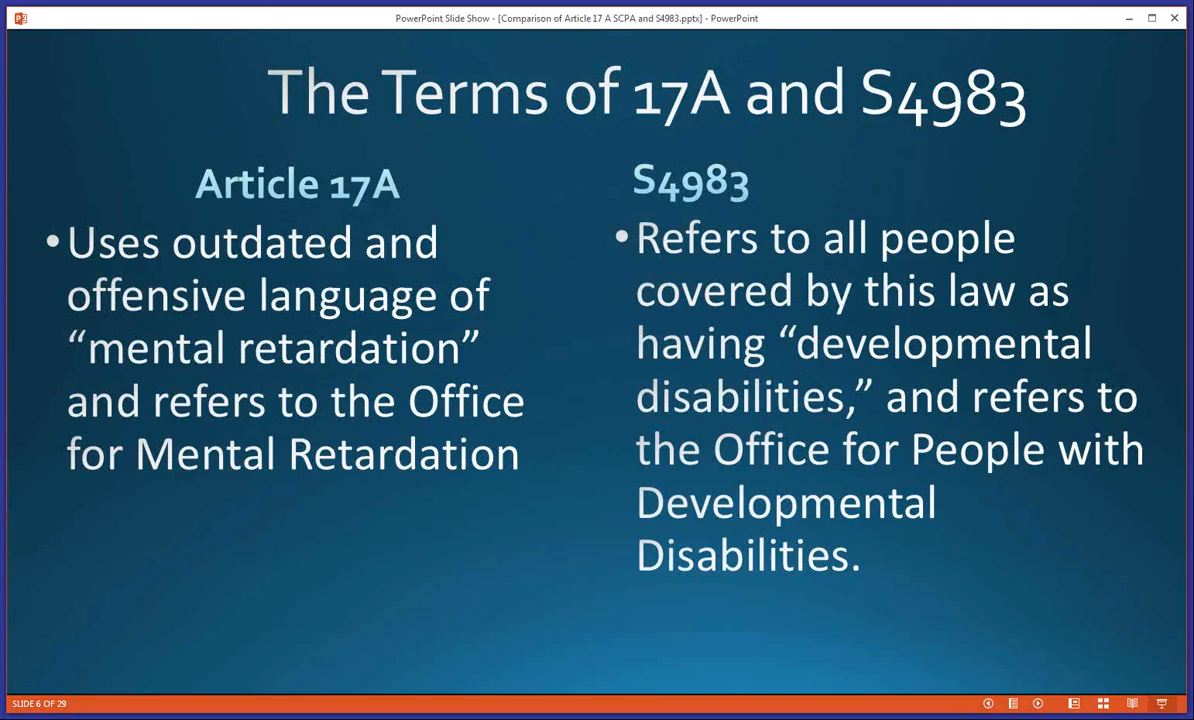 PowerPoint Slide Show - [Comparison of Article 17 A SCPA and S4983.pptx] - PowerPoint
The Terms of 17A and S4983
Article 17A
•Uses outdated and
offensive language of
“mental retardation”
and refers to the Office
for Mental Retardation
S4983
•Refers to all people
covered by this law as
having “developmental
disabilities,” and refers to
the Office for People with
Developmental
Disabilities.
SLIDE 6 OF 29